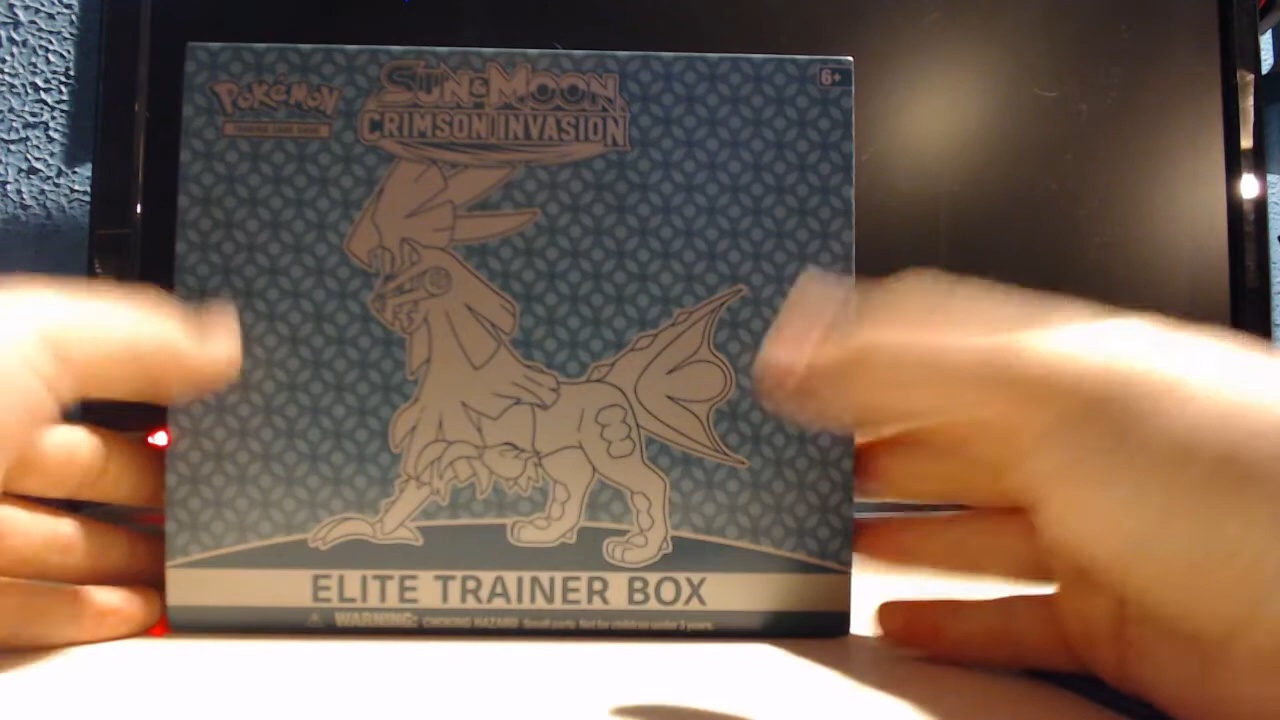 Pokémon
TRADING CARD GAME
SUN & MOON
CRIMSON INVASION
6+
ELITE TRAINER BOX
WARNING: CHOKING HAZARD Small parts. Not for children under 3 years.